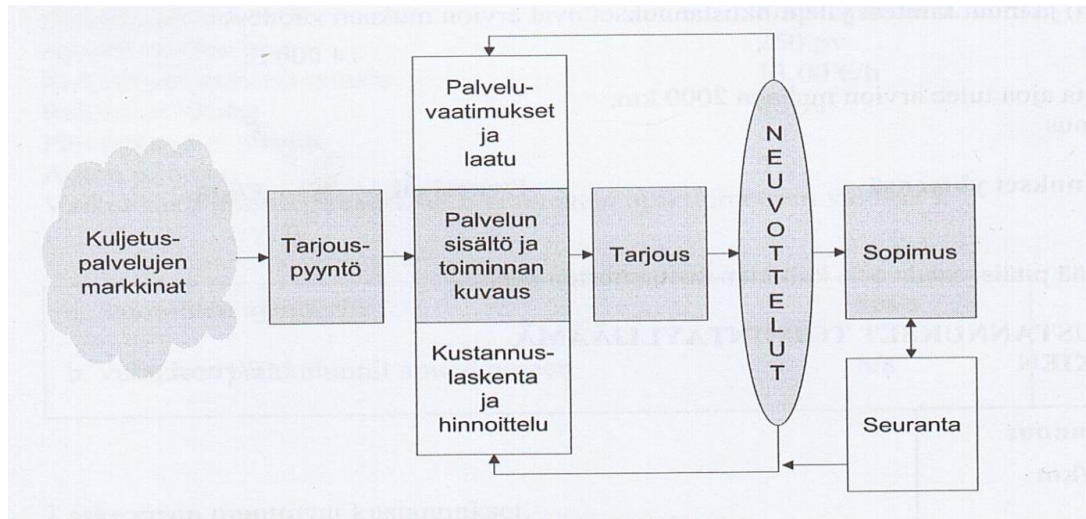 Kuljetus-
palvelujen
markkinat
Tarjous-
pyyntö
Palvelu-
vaatimukset
ja
laatu
Palvelun
sisältö ja
toiminnan
kuvaus
Kustannus-
laskenta
ja
hinnoittelu
Tarjous
NEUVOTTELUT
Sopimus
Seuranta